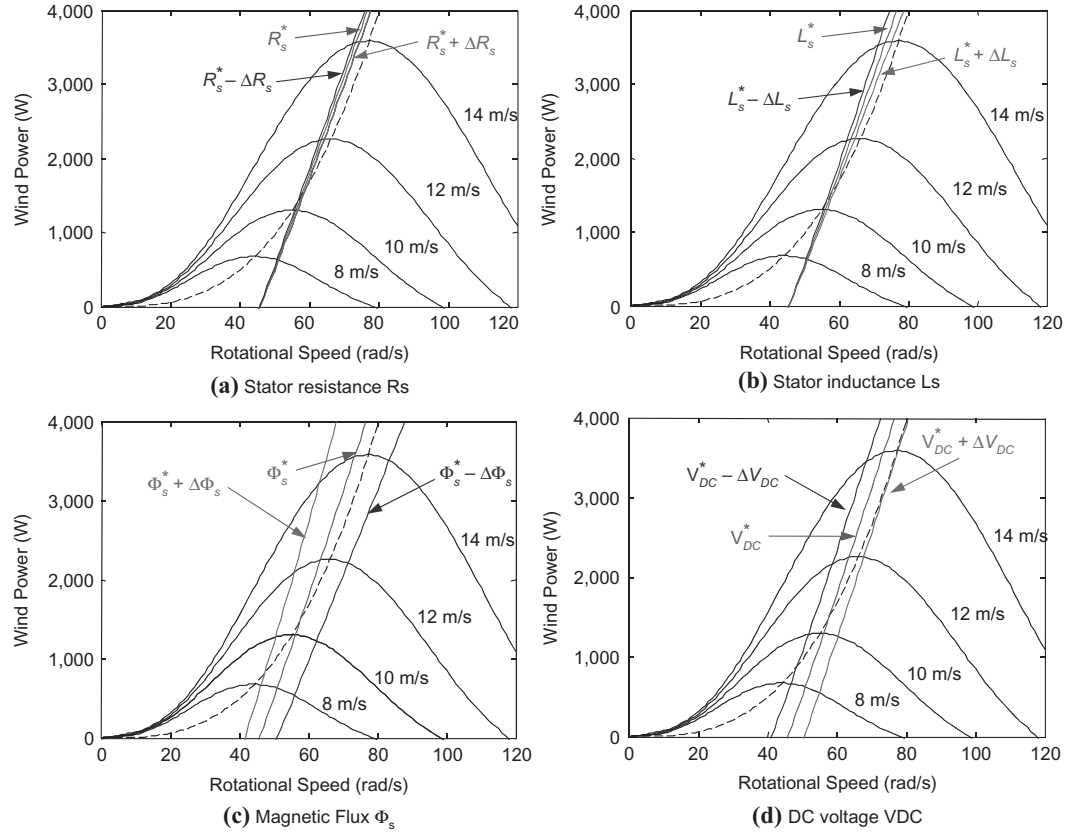 4,000
3,000
2,000
1,000
0
Wind Power (W)
R*s
R*s + ΔRs
R*s − ΔRs
14 m/s
12 m/s
10 m/s
8 m/s
0 20 40 60 80 100 120
Rotational Speed (rad/s)
(a) Stator resistance Rs
4,000
3,000
2,000
1,000
0
Wind Power (W)
L*s
L*s + ΔLs
L*s − ΔLs
14 m/s
12 m/s
10 m/s
8 m/s
0 20 40 60 80 100 120
Rotational Speed (rad/s)
(b) Stator inductance Ls
4,000
3,000
2,000
1,000
0
Wind Power (W)
Φ*s + ΔΦs
Φ*s
Φ*s − ΔΦs
14 m/s
12 m/s
10 m/s
8 m/s
0 20 40 60 80 100 120
Rotational Speed (rad/s)
(c) Magnetic Flux Φs
4,000
3,000
2,000
1,000
0
Wind Power (W)
V*DC + ΔVDC
V*DC − ΔVDC
V*DC
14 m/s
12 m/s
10 m/s
8 m/s
0 20 40 60 80 100 120
Rotational Speed (rad/s)
(d) DC voltage VDC